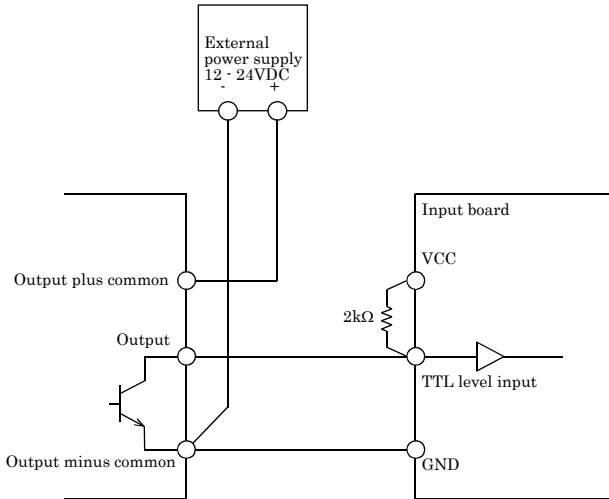 External
power supply
12 - 24VDC
- +
Input board
VCC
Output plus common
2kΩ
Output
TTL level input
Output minus common
GND